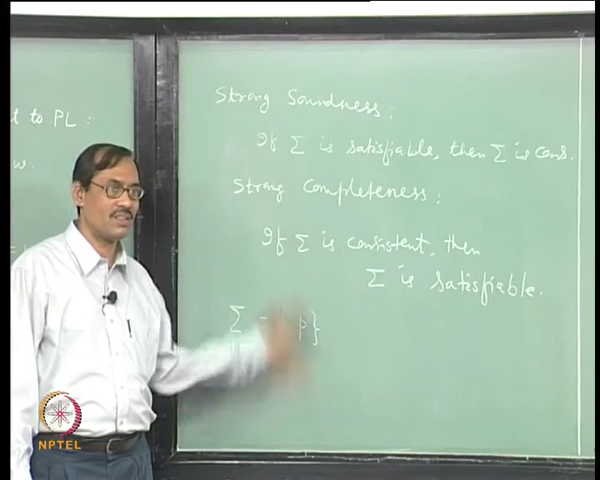 t to PL :
w.
Strong Soundness :
If Σ is satisfiable, then Σ is cons.
Strong Completeness :
If Σ is consistent, then
Σ is satisfiable.
Σ = { p}
NPTEL